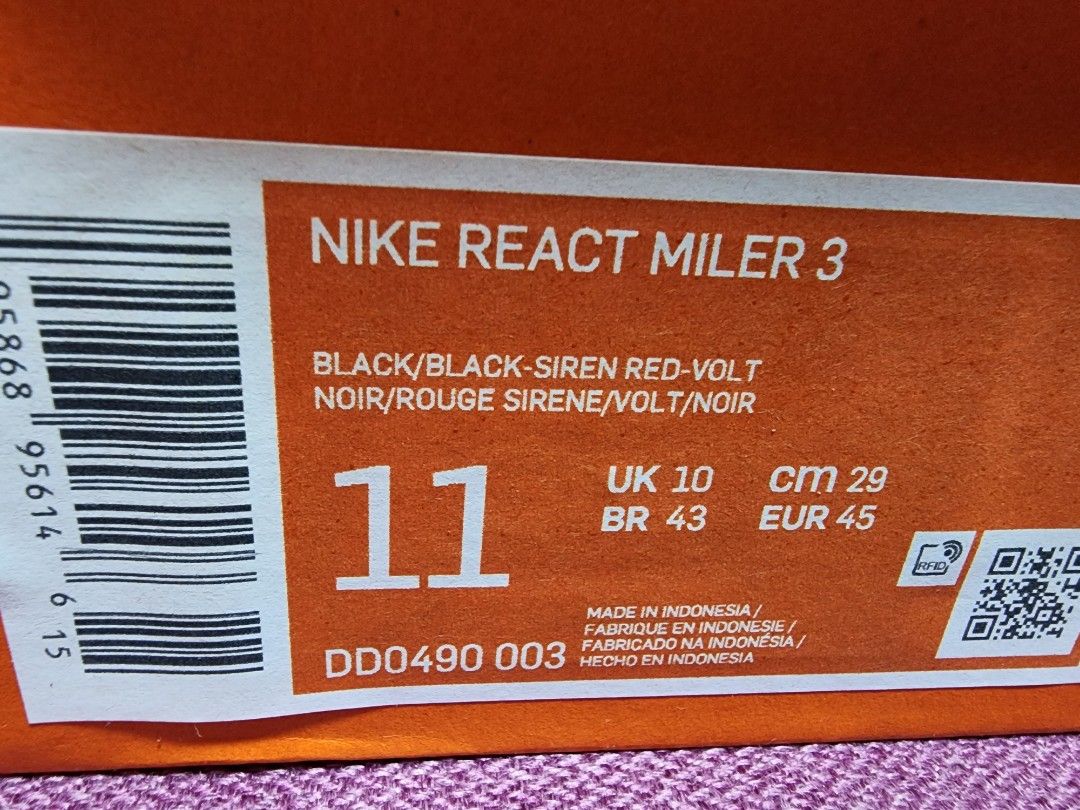 NIKE REACT MILER 3
BLACK/BLACK-SIREN RED-VOLT
NOIR/ROUGE SIRENE/VOLT/NOIR
11
UK 10 cm 29
BR 43 EUR 45
RFID
MADE IN INDONESIA /
FABRIQUE EN INDONESIE /
FABRICADO NA INDONÉSIA /
HECHO EN INDONESIA
DD0490 003
95614 6 15